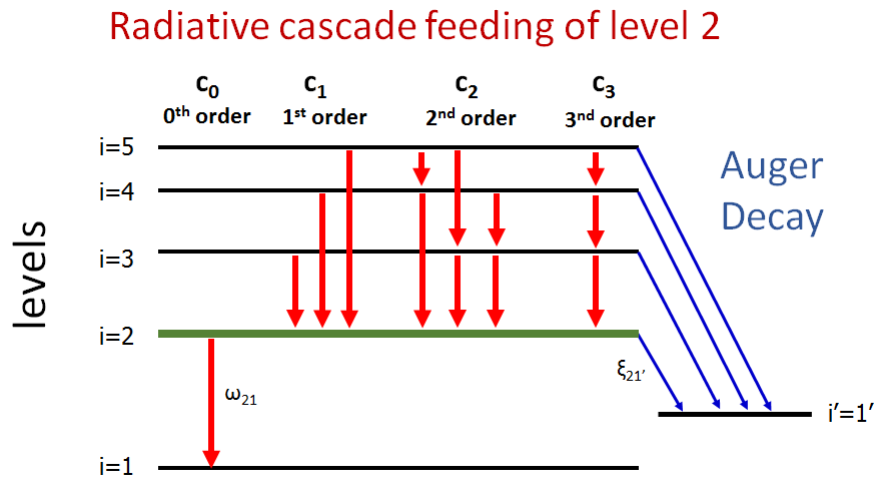 Radiative cascade feeding of level 2
c₀ c₁ c₂ c₃
0ᵗʰ order 1ˢᵗ order 2ⁿᵈ order 3ⁿᵈ order
i=5
Auger
Decay
i=4
levels
i=3
i=2
ω₂₁
ξ₂₁′
i′=1′
i=1